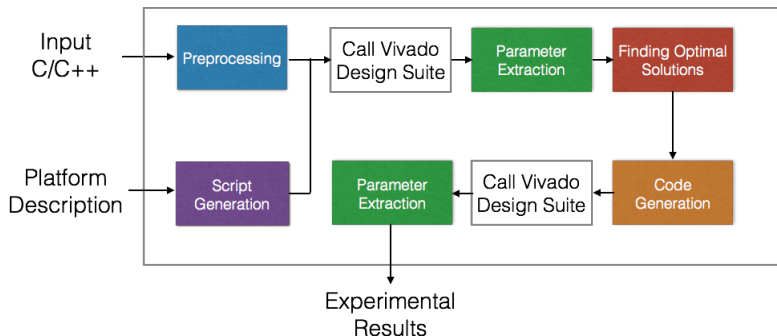 Input
C/C++
Preprocessing
Call Vivado
Design Suite
Parameter
Extraction
Finding Optimal
Solutions
Platform
Description
Script
Generation
Parameter
Extraction
Call Vivado
Design Suite
Code
Generation
Experimental
Results